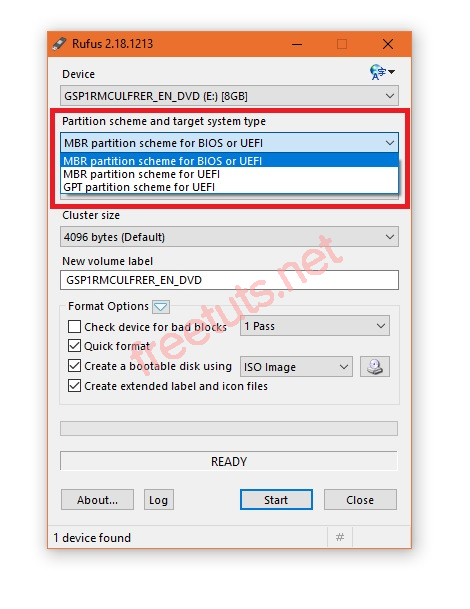 Rufus 2.18.1213
Device
GSP1RMCULFRER_EN_DVD (E:) [8GB]
Partition scheme and target system type
MBR partition scheme for BIOS or UEFI
MBR partition scheme for BIOS or UEFI
MBR partition scheme for UEFI
GPT partition scheme for UEFI
Cluster size
4096 bytes (Default)
New volume label
GSP1RMCULFRER_EN_DVD
Format Options
Check device for bad blocks 1 Pass
Quick format
Create a bootable disk using ISO Image
Create extended label and icon files
freetuts.net
READY
About... Log Start Close
1 device found #